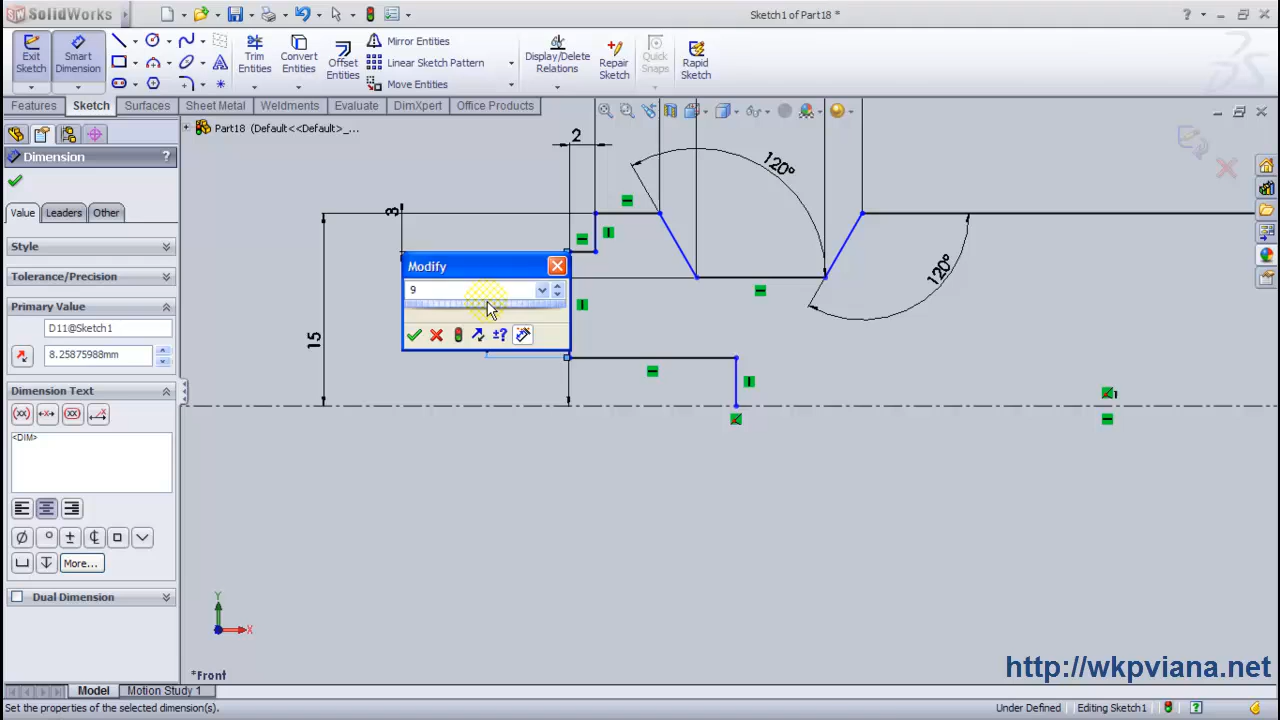 SolidWorks
Sketch1 of Part18 *
?
Exit Sketch
Smart Dimension
Trim Entities
Convert Entities
Offset Entities
Mirror Entities
Linear Sketch Pattern
Move Entities
Display/Delete Relations
Repair Sketch
Quick Snaps
Rapid Sketch
Features
Sketch
Surfaces
Sheet Metal
Weldments
Evaluate
DimXpert
Office Products
Part18 (Default<<Default>_...
Dimension
?
Value
Leaders
Other
Style
Tolerance/Precision
Primary Value
D11@Sketch1
8.25875988mm
Dimension Text
<DIM>
More...
Dual Dimension
2
120°
3
Modify
9
±?
120°
15
1
Y
X
*Front
http://wkpviana.net
Model
Motion Study 1
Set the properties of the selected dimension(s).
Under Defined
Editing Sketch1
?